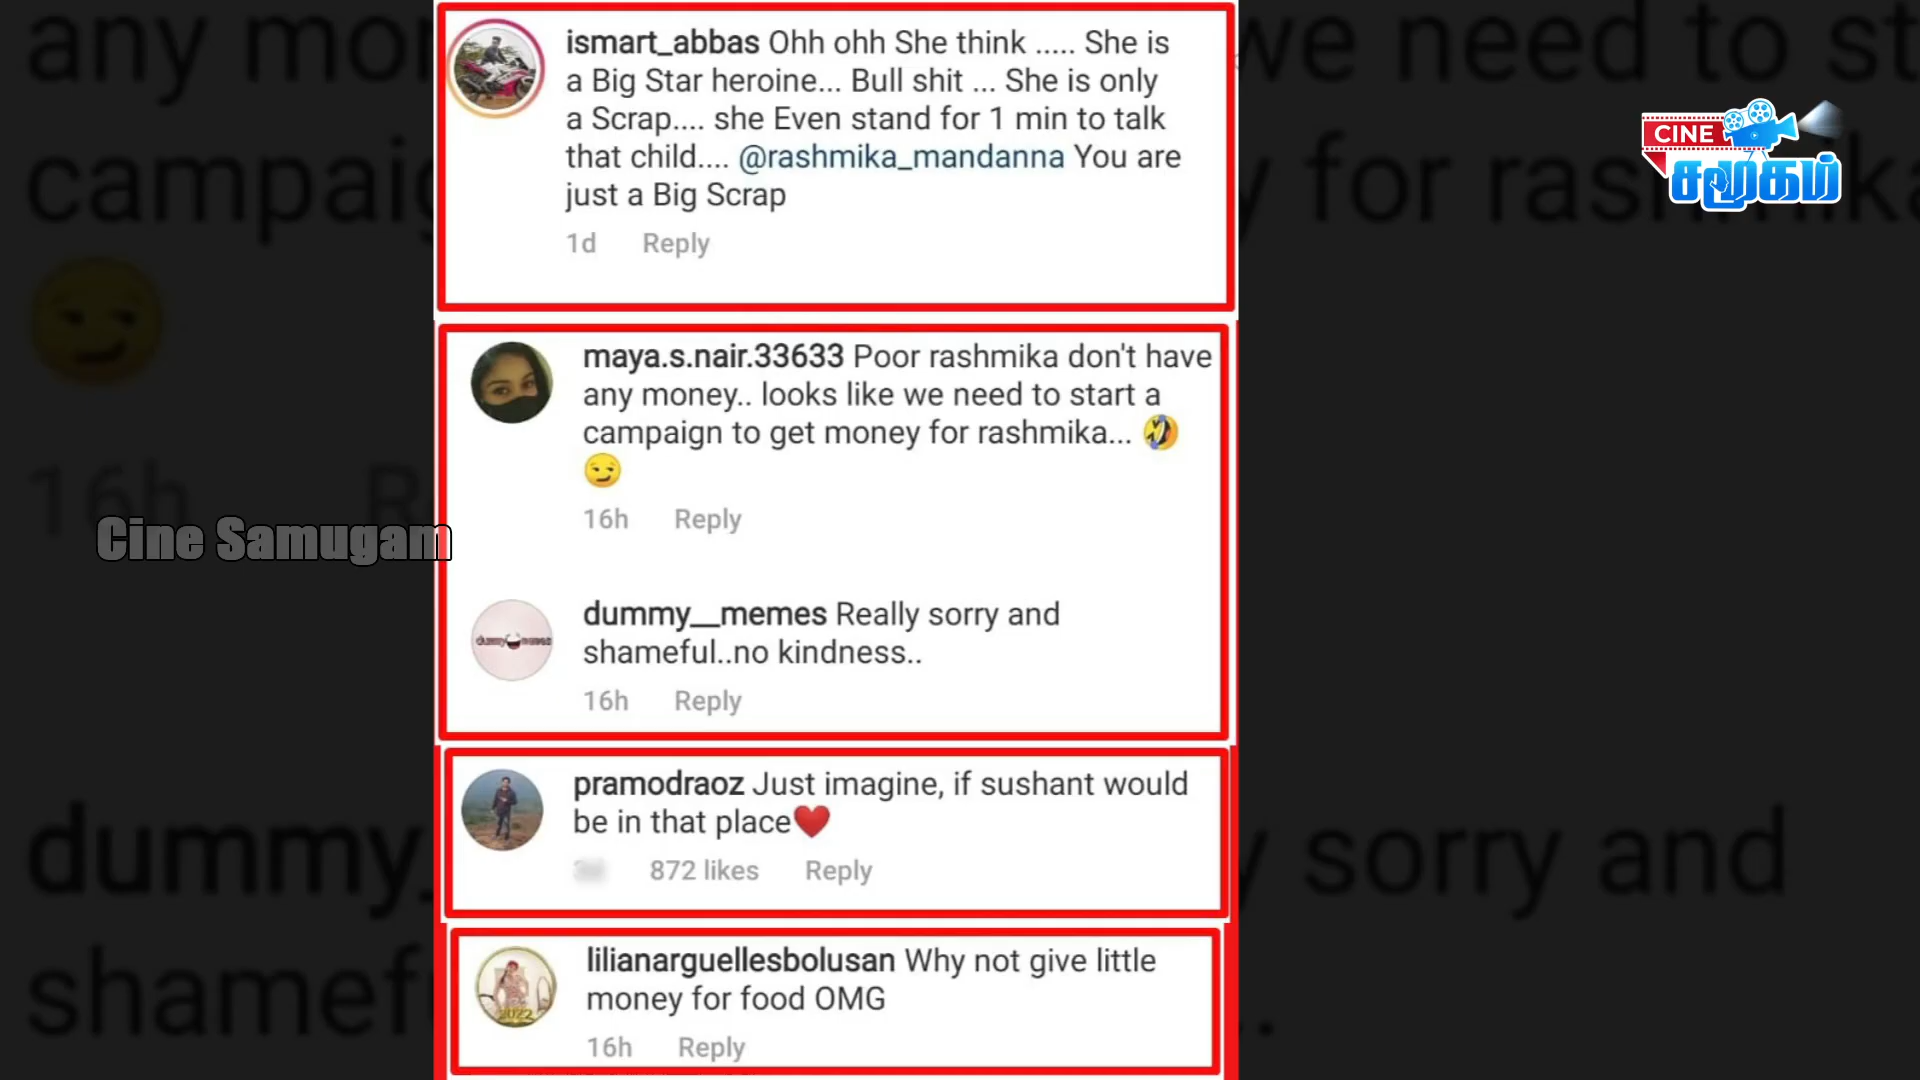 ismart_abbas Ohh ohh She think ..... She is
a Big Star heroine... Bull shit ... She is only
a Scrap.... she Even stand for 1 min to talk
that child.... @rashmika_mandanna You are
just a Big Scrap
1d Reply
CINE
சமூகம்
maya.s.nair.33633 Poor rashmika don't have
any money.. looks like we need to start a
campaign to get money for rashmika... 🤣
😏
16h Reply
Cine Samugam
dummy__memes Really sorry and
shameful..no kindness..
16h Reply
pramodraoz Just imagine, if sushant would
be in that place❤️
872 likes Reply
lilianarguellesbolusan Why not give little
money for food OMG
16h Reply
2022